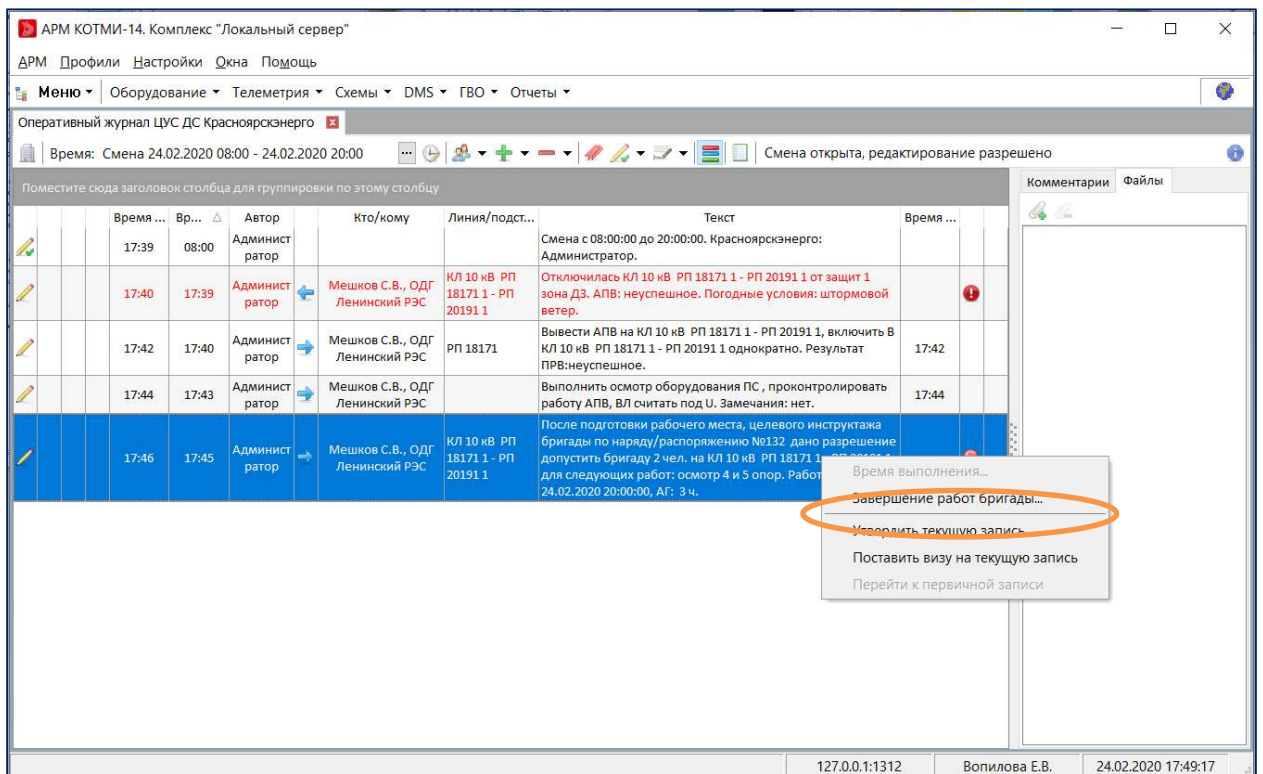 АРМ КОТМИ-14. Комплекс "Локальный сервер"
АРМ Профили Настройки Окна Помощь
Меню Оборудование Телеметрия Схемы DMS ГВО Отчеты
Оперативный журнал ЦУС ДС Красноярскэнерго
Время: Смена 24.02.2020 08:00 - 24.02.2020 20:00 ... Смена открыта, редактирование разрешено
Поместите сюда заголовок столбца для группировки по этому столбцу
Комментарии Файлы
Время ... Вр... Автор Кто/кому Линия/подст... Текст Время ...
17:39 08:00 Админист
ратор
Смена с 08:00:00 до 20:00:00. Красноярскэнерго:
Администратор.
17:40 17:39 Админист
ратор
Мешков С.В., ОДГ
Ленинский РЭС
КЛ 10 кВ РП
18171 1 - РП
20191 1
Отключилась КЛ 10 кВ РП 18171 1 - РП 20191 1 от защит 1
зона ДЗ. АПВ: неуспешное. Погодные условия: штормовой
ветер.
17:42 17:40 Админист
ратор
Мешков С.В., ОДГ
Ленинский РЭС
РП 18171
Вывести АПВ на КЛ 10 кВ РП 18171 1 - РП 20191 1, включить В
КЛ 10 кВ РП 18171 1 - РП 20191 1 однократно. Результат
ПРВ:неуспешное.
17:42
17:44 17:43 Админист
ратор
Мешков С.В., ОДГ
Ленинский РЭС
Выполнить осмотр оборудования ПС , проконтролировать
работу АПВ, ВЛ считать под U. Замечания: нет.
17:44
17:46 17:45 Админист
ратор
Мешков С.В., ОДГ
Ленинский РЭС
КЛ 10 кВ РП
18171 1 - РП
20191 1
После подготовки рабочего места, целевого инструктажа
бригады по наряду/распоряжению №132 дано разрешение
допустить бригаду 2 чел. на КЛ 10 кВ РП 18171 1
для следующих работ: осмотр 4 и 5 опор.
24.02.2020 20:00:00, АГ: 3 ч.
Время выполнения...
Завершение работ бригады...
Утвердить текущую запись
Поставить визу на текущую запись
Перейти к первичной записи
127.0.0.1:1312 Вопилова Е.В. 24.02.2020 17:49:17